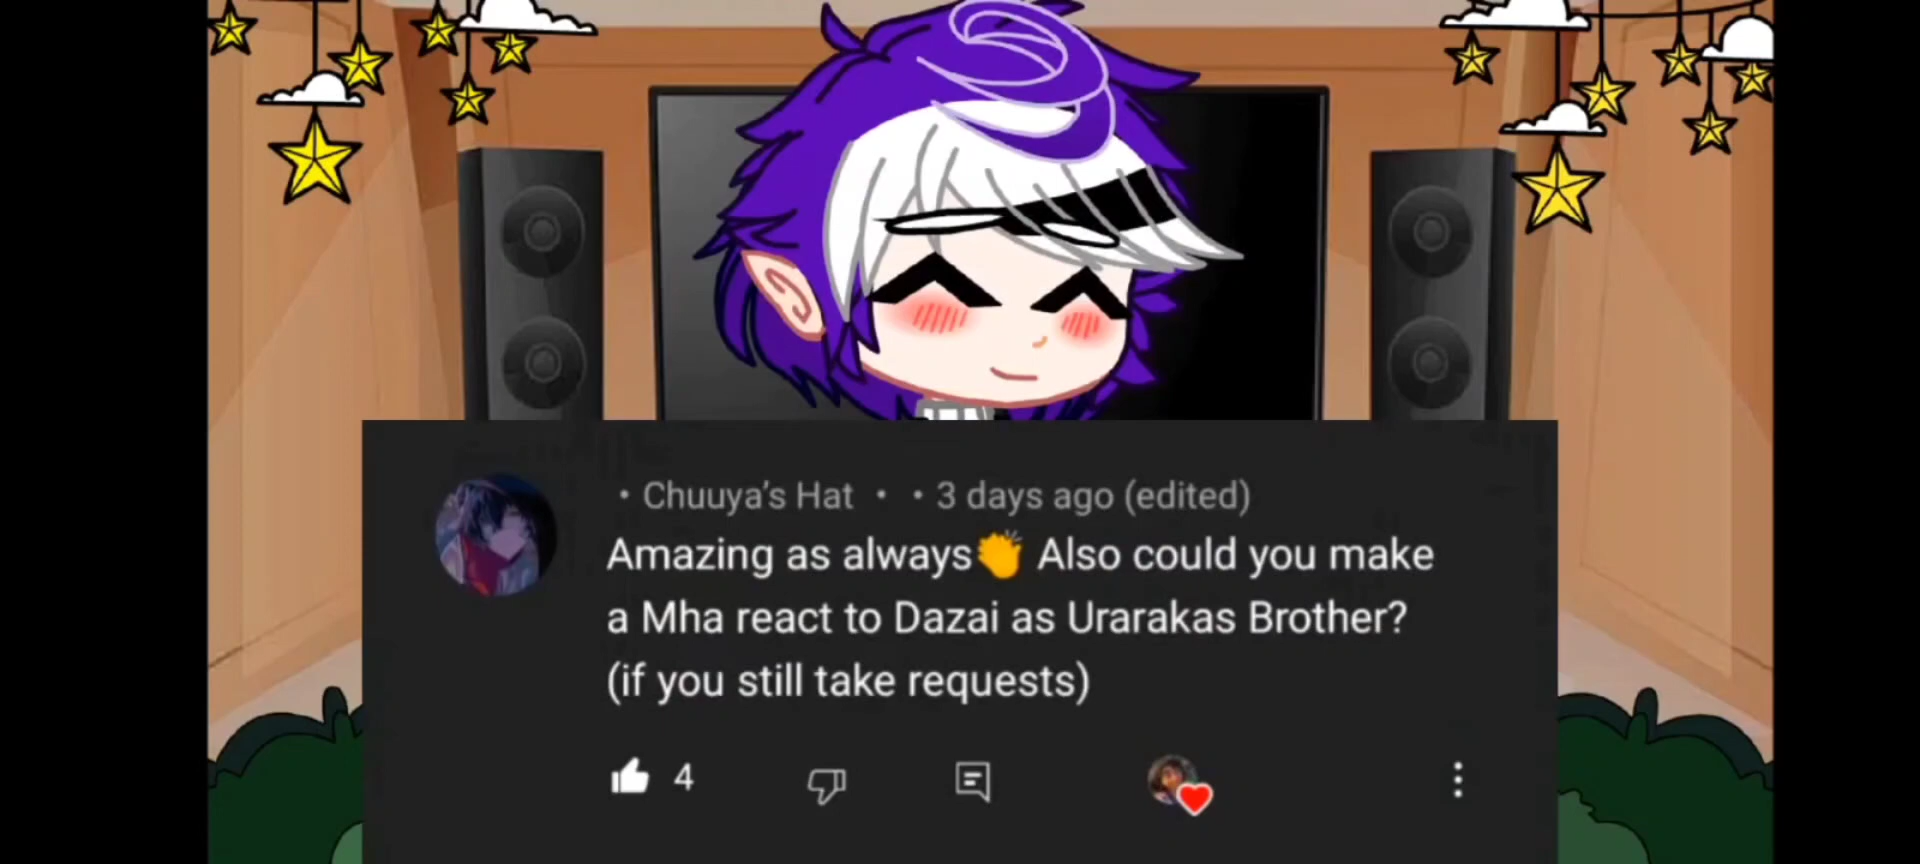 • Chuuya’s Hat • • 3 days ago (edited)
Amazing as always👏 Also could you make
a Mha react to Dazai as Urarakas Brother?
(if you still take requests)
4